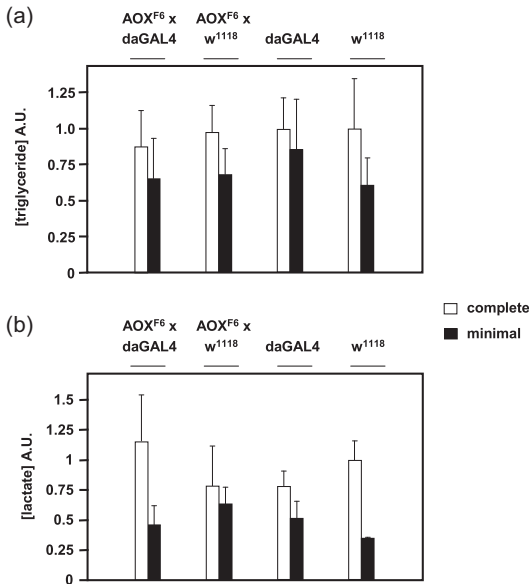 (a)
AOXF6 x
daGAL4
AOXF6 x
w1118
daGAL4
w1118
[triglyceride] A.U.
1.25
1.0
0.75
0.5
0.25
0
complete
minimal
(b)
AOXF6 x
daGAL4
AOXF6 x
w1118
daGAL4
w1118
[lactate] A.U.
1.5
1.25
1
0.75
0.5
0.25
0